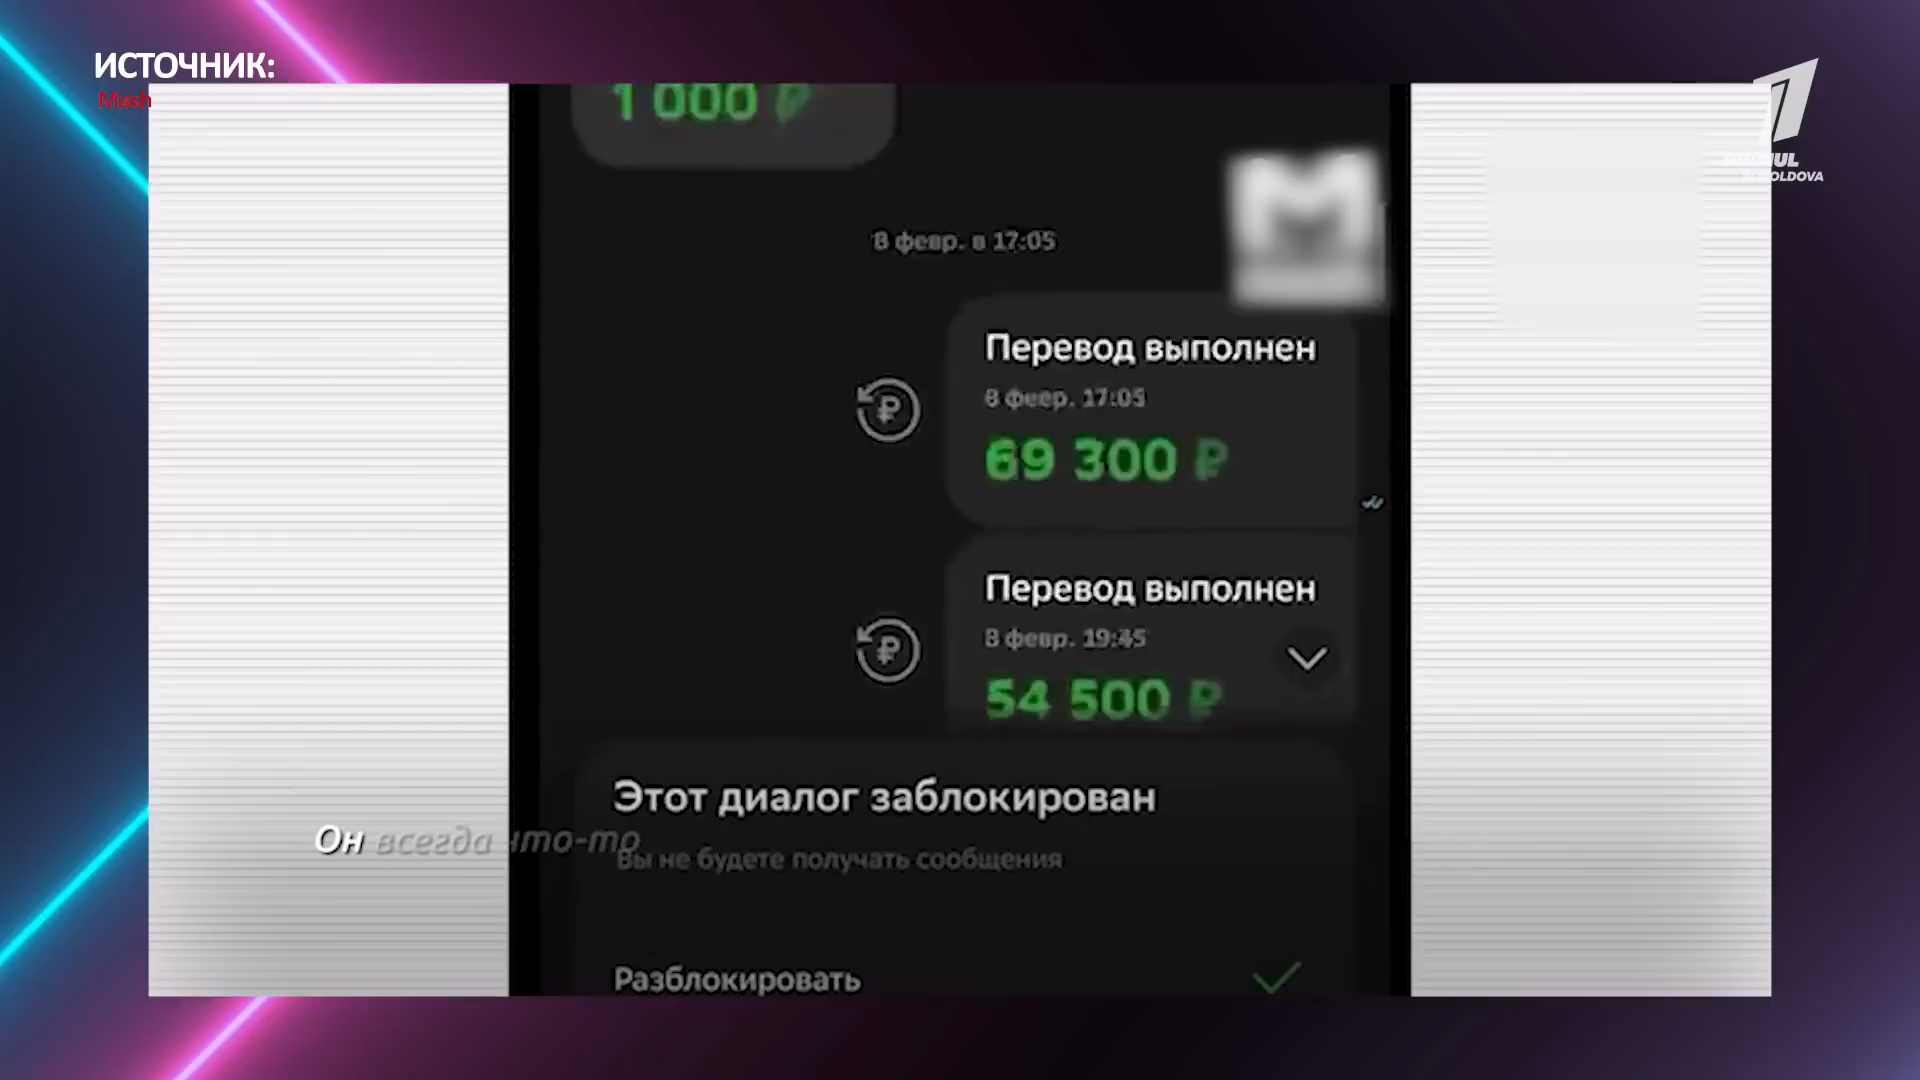 ИСТОЧНИК:
Mash
1 000 ₽
MOLDOVA
8 февр. в 17:05
Перевод выполнен
8 февр. 17:05
69 300 ₽
Перевод выполнен
8 февр. 19:45
54 500 ₽
Этот диалог заблокирован
Он всегда что-то
Вы не будете получать сообщения
Разблокировать